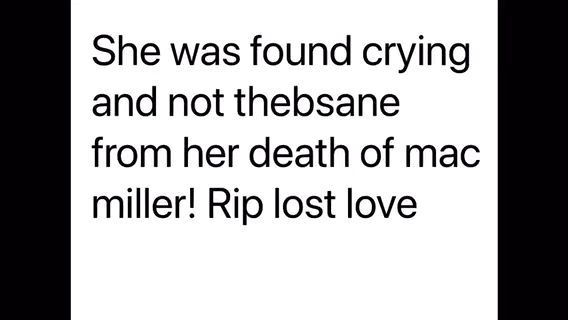 She was found crying
and not thebsane
from her death of mac
miller! Rip lost love